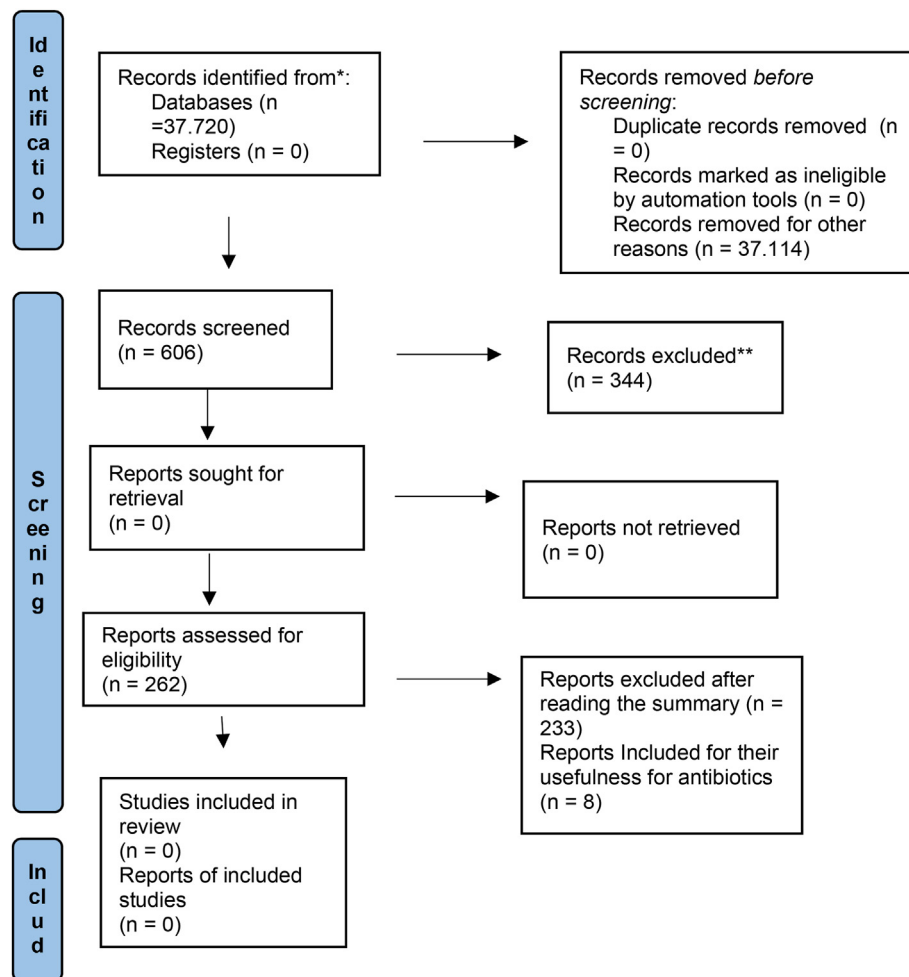 Id
e
ntifi
ca
ti
o
n
Records identified from*:
Databases (n
=37.720)
Registers (n = 0)
Records removed before
screening:
Duplicate records removed (n
= 0)
Records marked as ineligible
by automation tools (n = 0)
Records removed for other
reasons (n = 37.114)
S
cr
ee
ni
n
g
Records screened
(n = 606)
Records excluded**
(n = 344)
Reports sought for
retrieval
(n = 0)
Reports not retrieved
(n = 0)
Reports assessed for
eligibility
(n = 262)
Reports excluded after
reading the summary (n =
233)
Reports Included for their
usefulness for antibiotics
(n = 8)
In
cl
u
d
Studies included in
review
(n = 0)
Reports of included
studies
(n = 0)